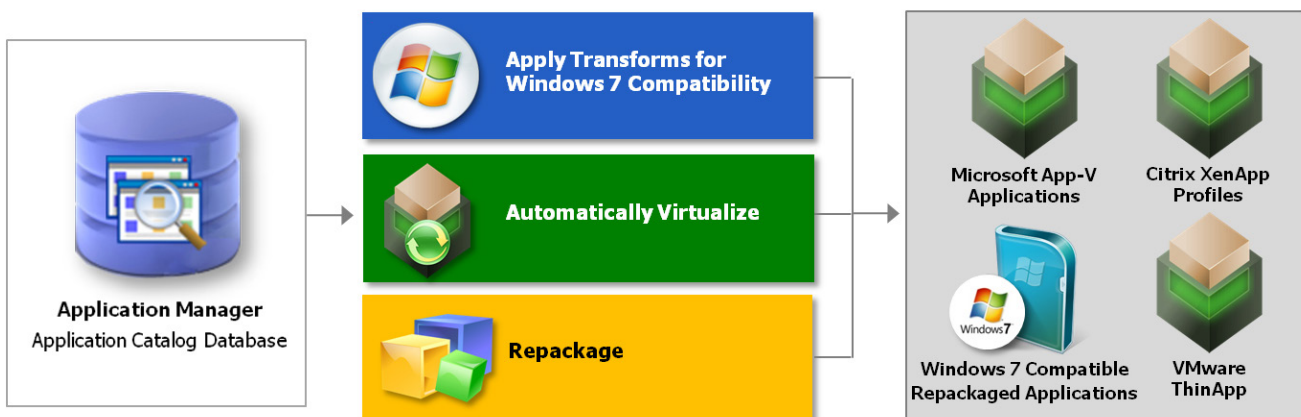 Application Manager
Application Catalog Database
Apply Transforms for
Windows 7 Compatibility
Automatically Virtualize
Repackage
Microsoft App-V
Applications
Citrix XenApp
Profiles
Windows 7
Windows 7 Compatible
Repackaged Applications
VMware
ThinApp